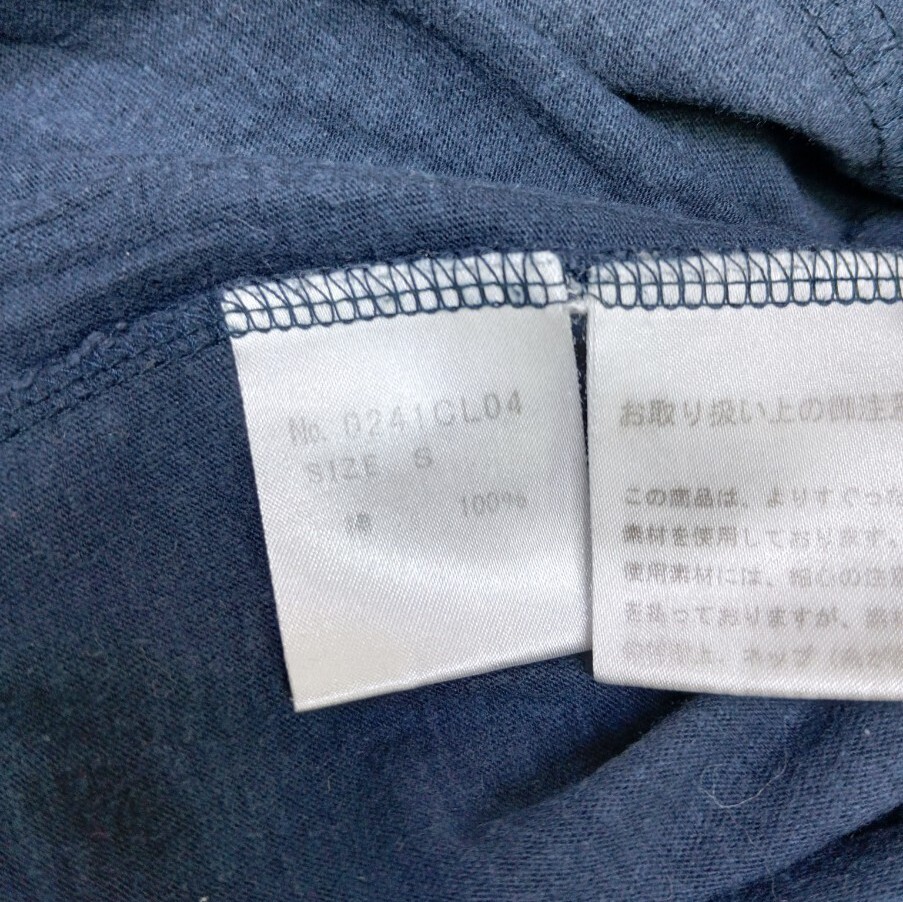 No. 0241CL04
SIZE S
綿 100%
お取り扱い上の御注意
この商品は、よりすぐった
素材を使用しております。
使用素材には、細心の注意
を払っておりますが、素材
ネップ